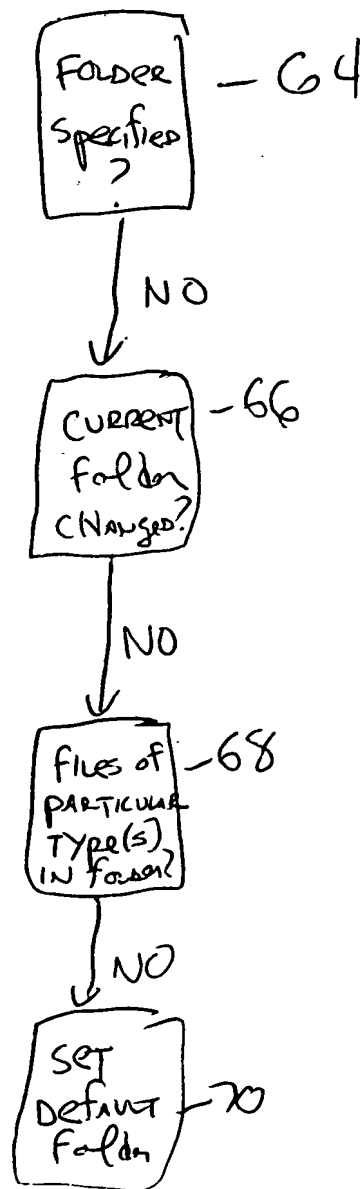 FOLDER - 64
Specified
?
NO
CURRENT - 66
folder
CHANGED?
NO
files of - 68
PARTICULAR
TYPE(S)
IN folder?
NO
SET
DefAULT - 70
folder